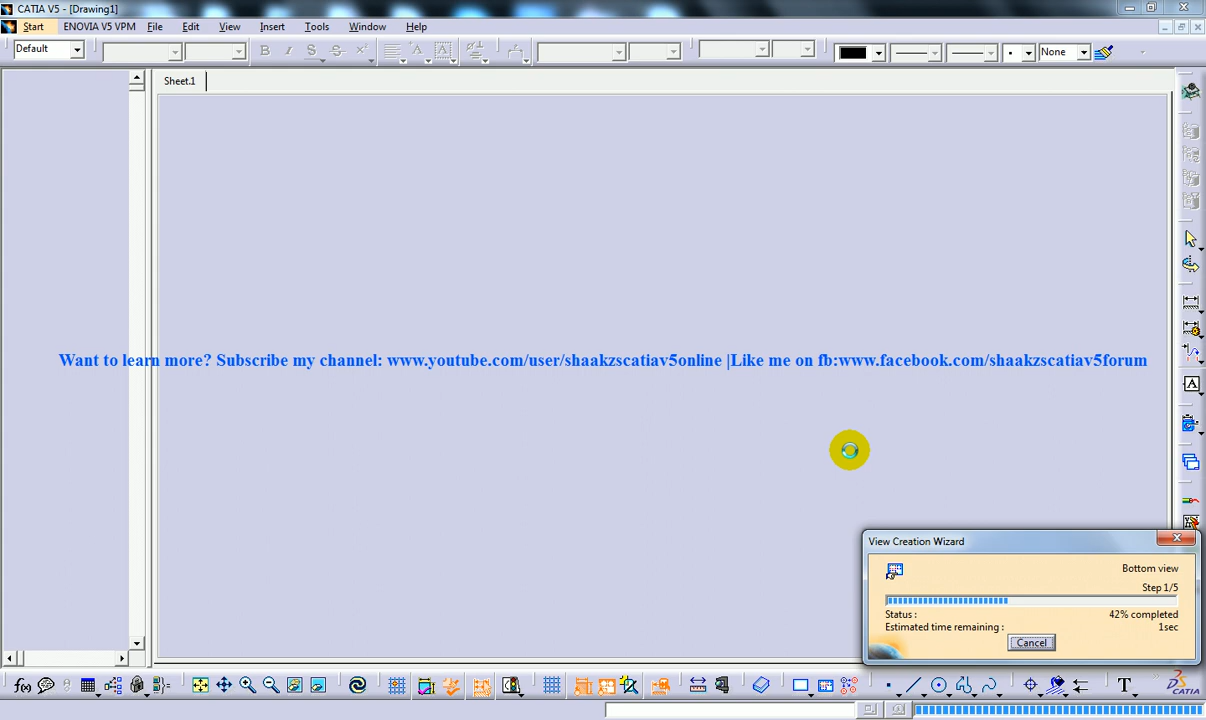 CATIA V5 - [Drawing1]
Start ENOVIA V5 VPM File Edit View Insert Tools Window Help
Default B I S S x² A None
Sheet.1
Want to learn more? Subscribe my channel: www.youtube.com/user/shaakzscatiav5online |Like me on fb:www.facebook.com/shaakzscatiav5forum
A
View Creation Wizard
Bottom view
Step 1/5
Status : 42% completed
Estimated time remaining : 1sec
Cancel
f(x) T
CATIA